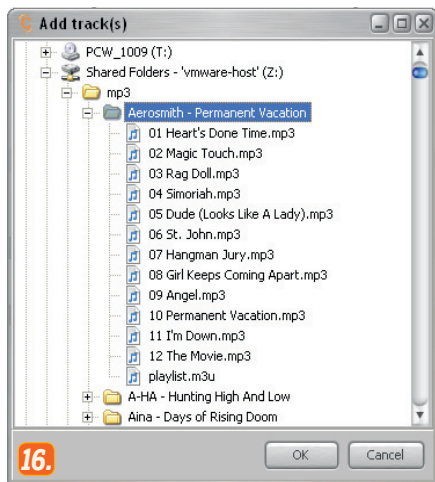 Add track(s)
PCW_1009 (T:)
Shared Folders - 'vmware-host' (Z:)
mp3
Aerosmith - Permanent Vacation
01 Heart's Done Time.mp3
02 Magic Touch.mp3
03 Rag Doll.mp3
04 Simoriah.mp3
05 Dude (Looks Like A Lady).mp3
06 St. John.mp3
07 Hangman Jury.mp3
08 Girl Keeps Coming Apart.mp3
09 Angel.mp3
10 Permanent Vacation.mp3
11 I'm Down.mp3
12 The Movie.mp3
playlist.m3u
A-HA - Hunting High And Low
Aina - Days of Rising Doom
16.
OK Cancel